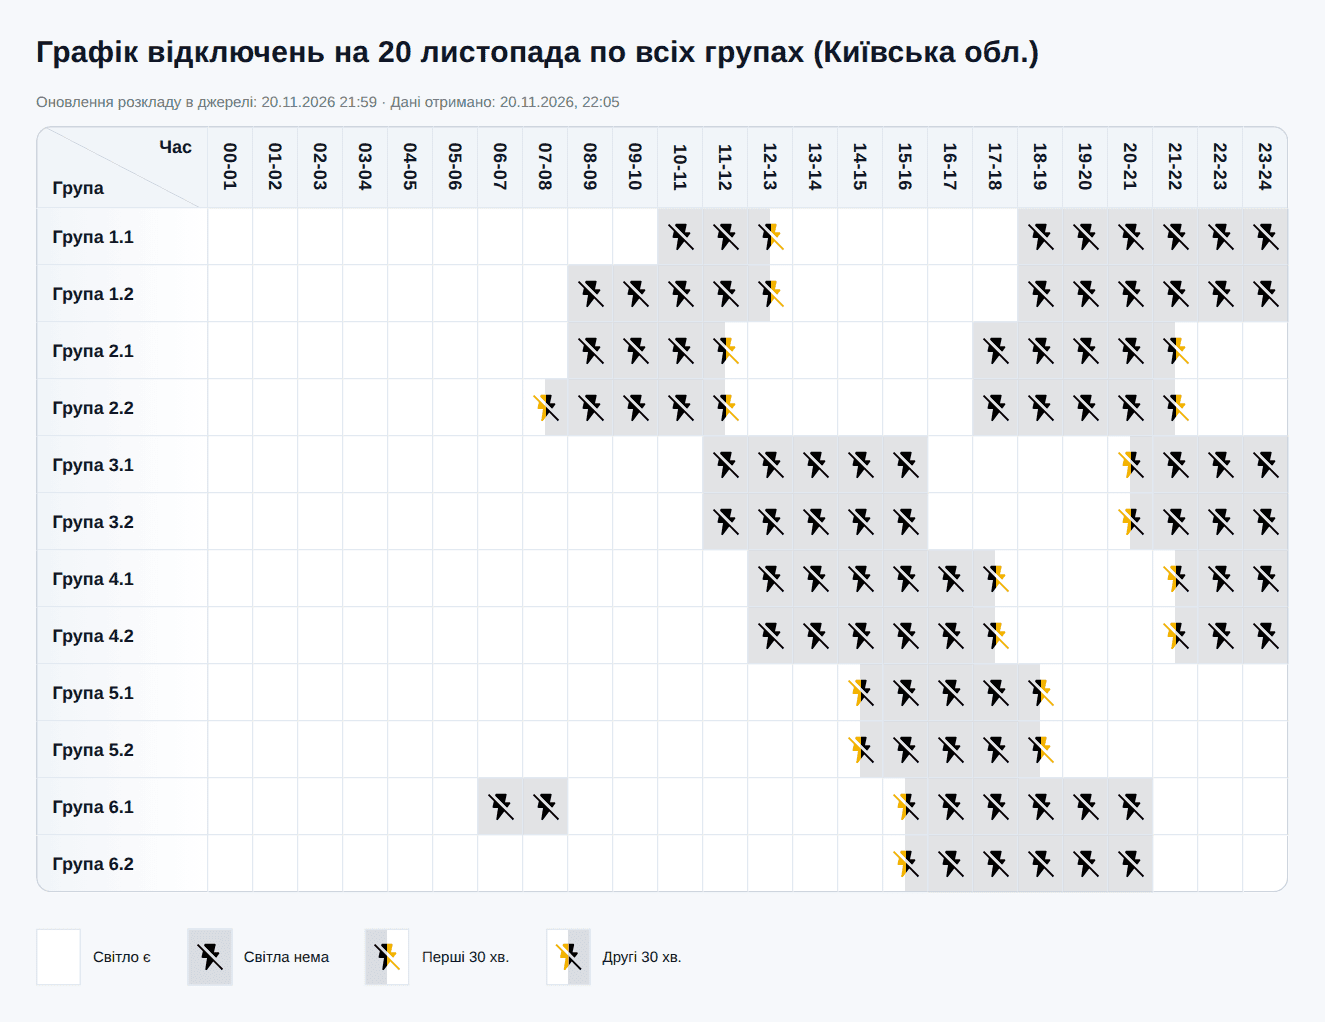 Графік відключень на 20 листопада по всіх групах (Київська обл.)
Оновлення розкладу в джерелі: 20.11.2026 21:59 · Дані отримано: 20.11.2026, 22:05
Час
Група
00-01 01-02 02-03 03-04 04-05 05-06 06-07 07-08 08-09 09-10 10-11 11-12 12-13 13-14 14-15 15-16 16-17 17-18 18-19 19-20 20-21 21-22 22-23 23-24
Група 1.1
Група 1.2
Група 2.1
Група 2.2
Група 3.1
Група 3.2
Група 4.1
Група 4.2
Група 5.1
Група 5.2
Група 6.1
Група 6.2
Світло є Світла нема Перші 30 хв. Другі 30 хв.